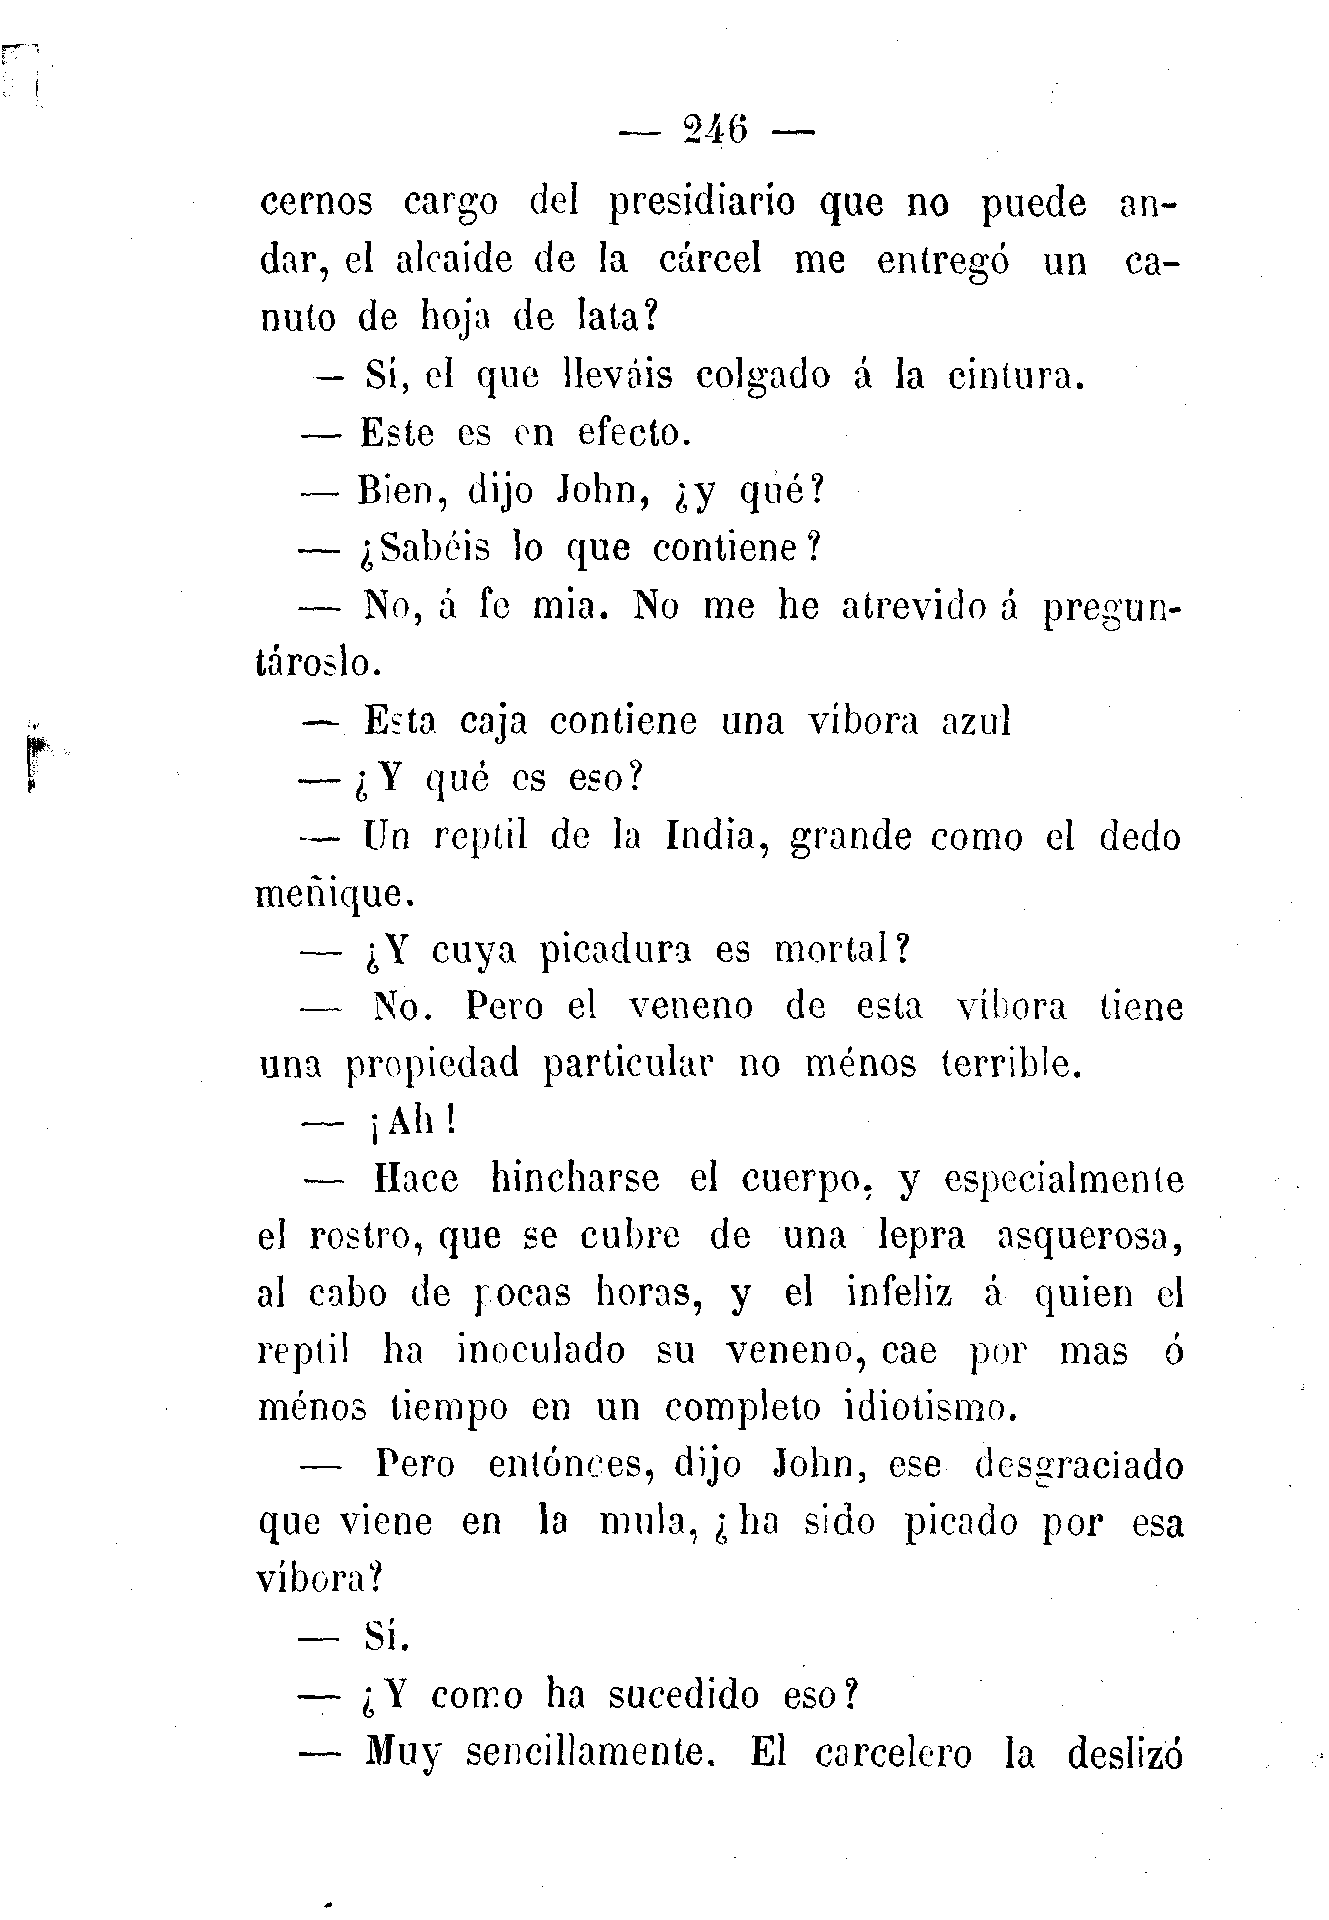 — 246 —
cernos cargo del presidiario que no puede an-
dar, el alcaide de la cárcel me entregó un ca-
nuto de hoja de lata?
— Sí, el que lleváis colgado á la cintura.
— Este es en efecto.
— Bien, dijo John, ¿y qué?
— ¿Sabéis lo que contiene?
— No, á fe mia. No me he atrevido á pregun-
tároslo.
— Esta caja contiene una víbora azul
— ¿Y qué es eso?
— Un reptil de la India, grande como el dedo
meñique.
— ¿Y cuya picadura es mortal?
— No. Pero el veneno de esta víbora tiene
una propiedad particular no ménos terrible.
— ¡Ah!
— Hace hincharse el cuerpo, y especialmente
el rostro, que se cubre de una lepra asquerosa,
al cabo de pocas horas, y el infeliz á quien el
reptil ha inoculado su veneno, cae por mas ó
ménos tiempo en un completo idiotismo.
— Pero entónces, dijo John, ese desgraciado
que viene en la mula, ¿ha sido picado por esa
víbora?
— Sí.
— ¿Y como ha sucedido eso?
— Muy sencillamente. El carcelero la deslizó